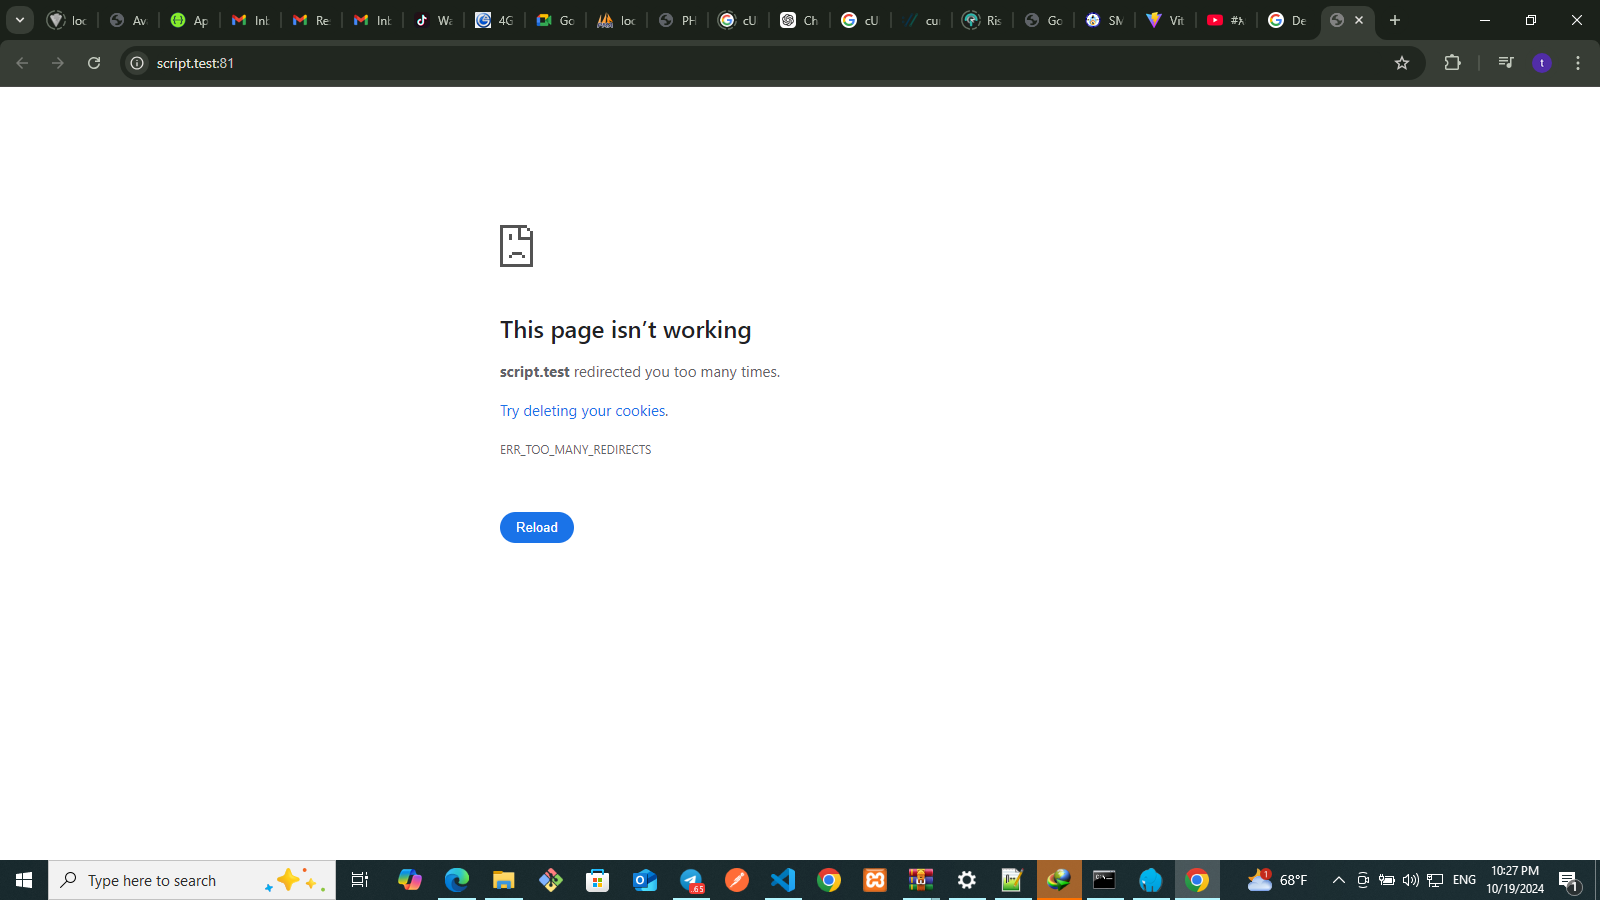 loc
Ava
Ap
Inb
Re
Inb
Wa
4G
Go
loc
PH
cU
Ch
cU
cur
Ris
Go
SM
Vit
De
script.test:81
t
This page isn't working
script.test redirected you too many times.
Try deleting your cookies.
ERR_TOO_MANY_REDIRECTS
Reload
Type here to search
.65
1
68°F
ENG
10:27 PM
10/19/2024
1